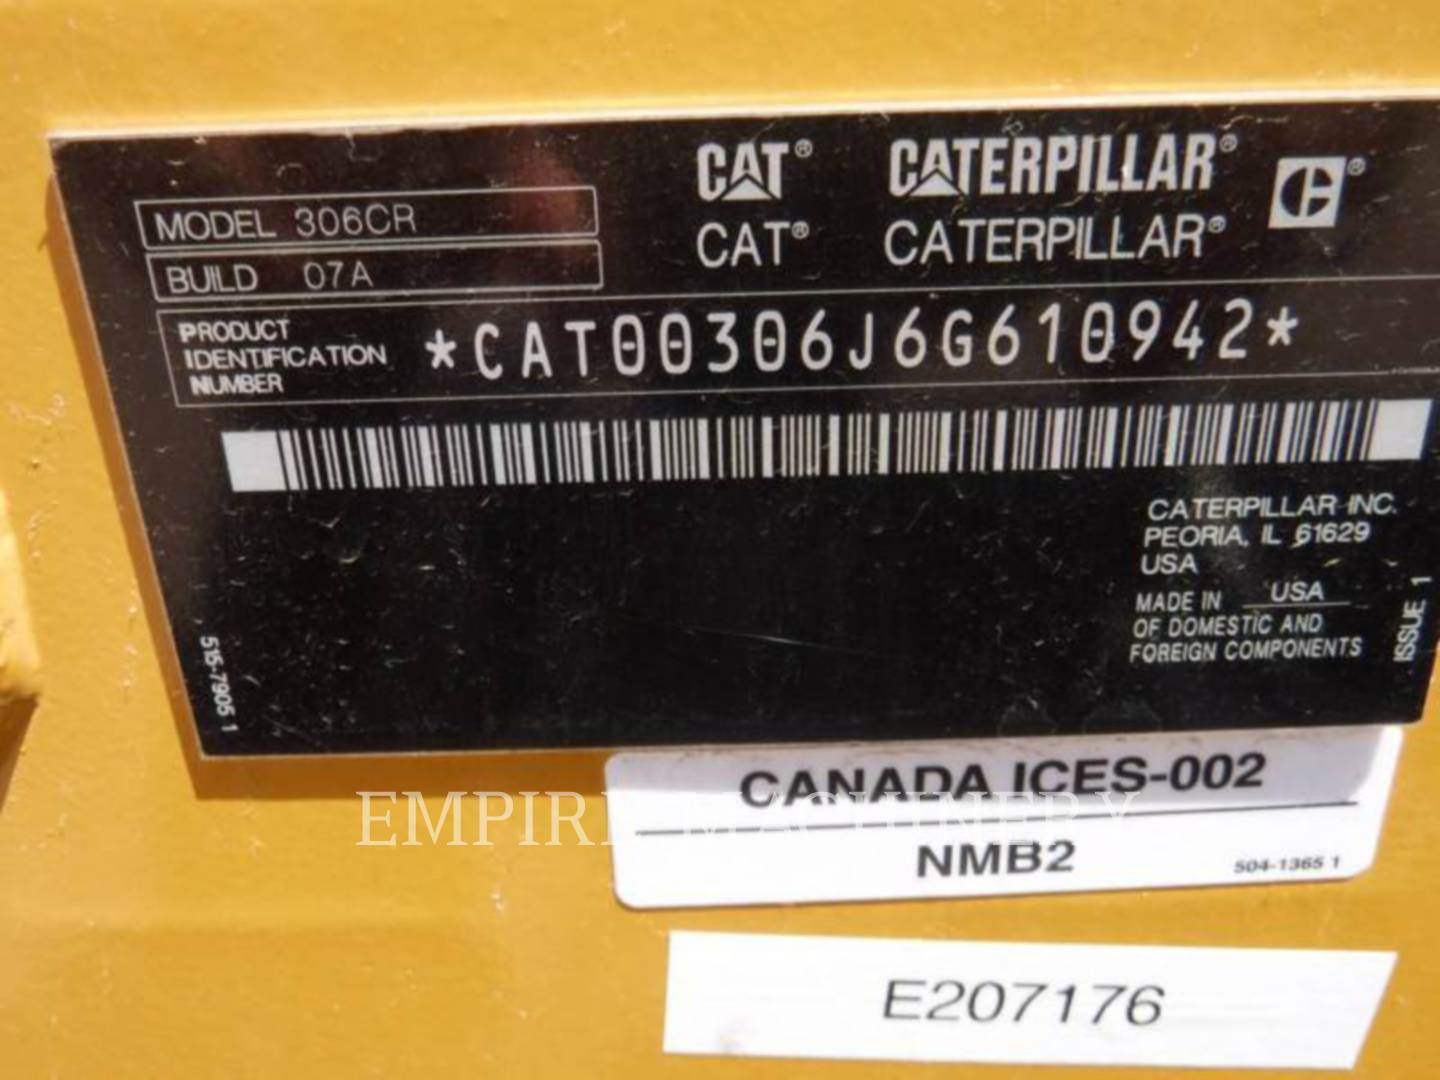 CAT® CATERPILLAR® ®
CAT® CATERPILLAR®
MODEL 306CR
BUILD 07A
PRODUCT
IDENTIFICATION
NUMBER
*CAT00306J6G610942*
CATERPILLAR INC.
PEORIA, IL 61629
USA
MADE IN USA
OF DOMESTIC AND
FOREIGN COMPONENTS
ISSUE 1
515-7905 1
CANADA ICES-002
EMPIRE MACHINERY
NMB2
504-1365 1
E207176